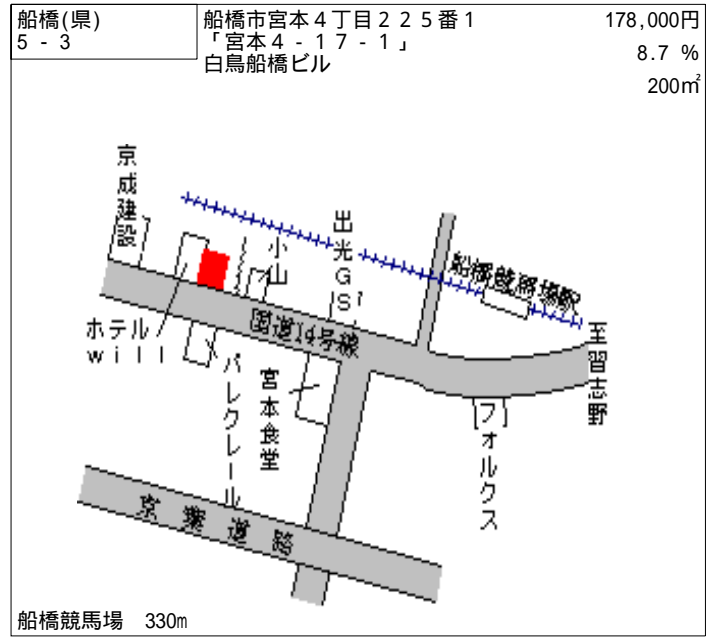 船橋(県)
5 - 3
船橋市宮本４丁目２２５番１
「宮本４-１７-１」
白鳥船橋ビル
178,000円
8.7 %
200㎡
京成建設
小山
出光GS
船橋競馬場駅
至習志野
国道14号線
ホテル
ｗｉｌｌ
パレクレール
宮本食堂
フォルクス
京葉道路
船橋競馬場 330m